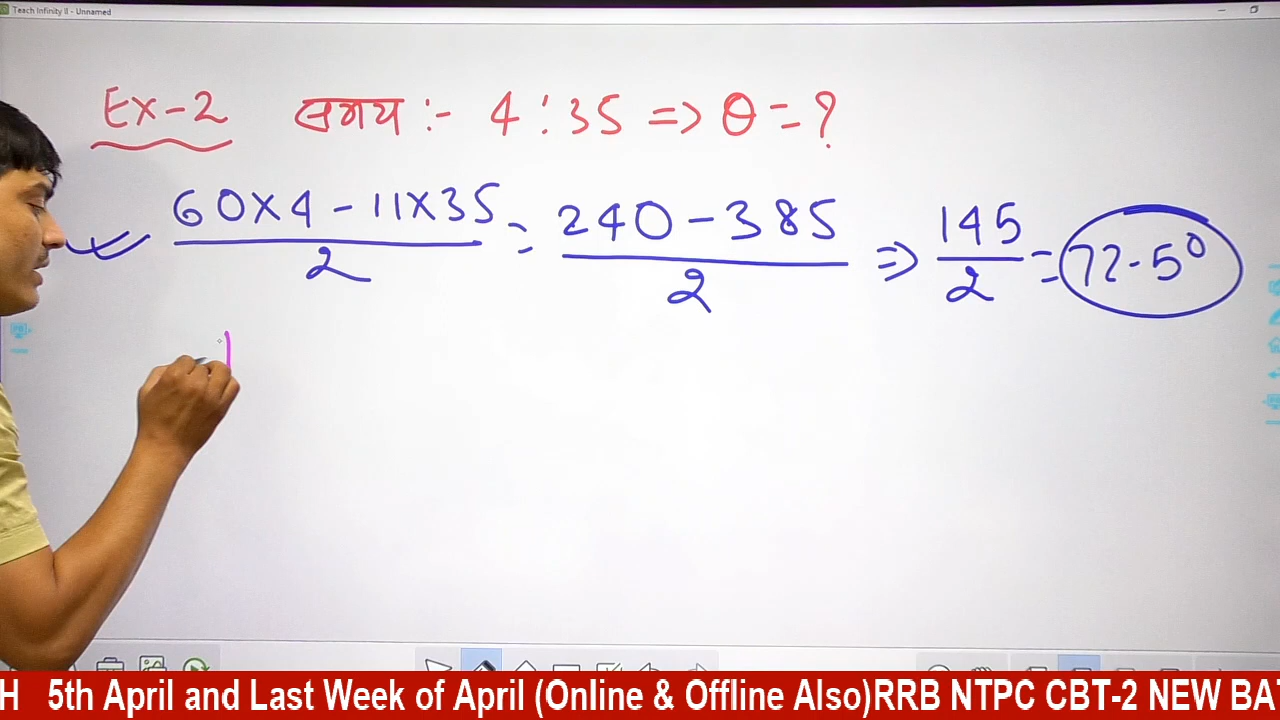 Teach Infinity II - Unnamed
Ex-2 समय :- 4:35 => θ = ?
60×4 - 11×35 / 2 = 240 - 385 / 2 => 145 / 2 = 72.5°
H 5th April and Last Week of April (Online & Offline Also)RRB NTPC CBT-2 NEW BA